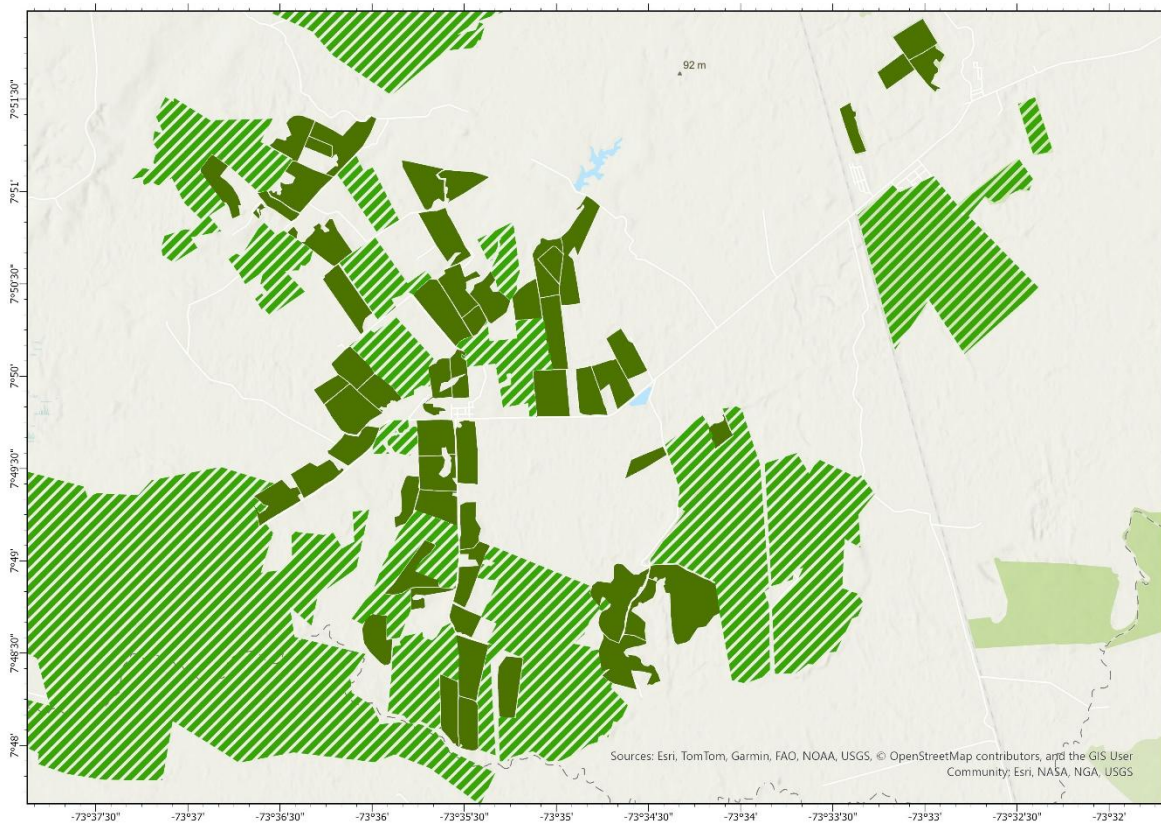 92 m
7°51'30"
7°51'
7°50'30"
7°50'
7°49'30"
7°49'
7°48'30"
7°48'
Sources: Esri, TomTom, Garmin, FAO, NOAA, USGS, © OpenStreetMap contributors, and the GIS User
Community; Esri, NASA, NGA, USGS
-73°37'30" -73°37' -73°36'30" -73°36' -73°35'30" -73°35' -73°34'30" -73°34' -73°33'30" -73°33' -73°32'30" -73°32'